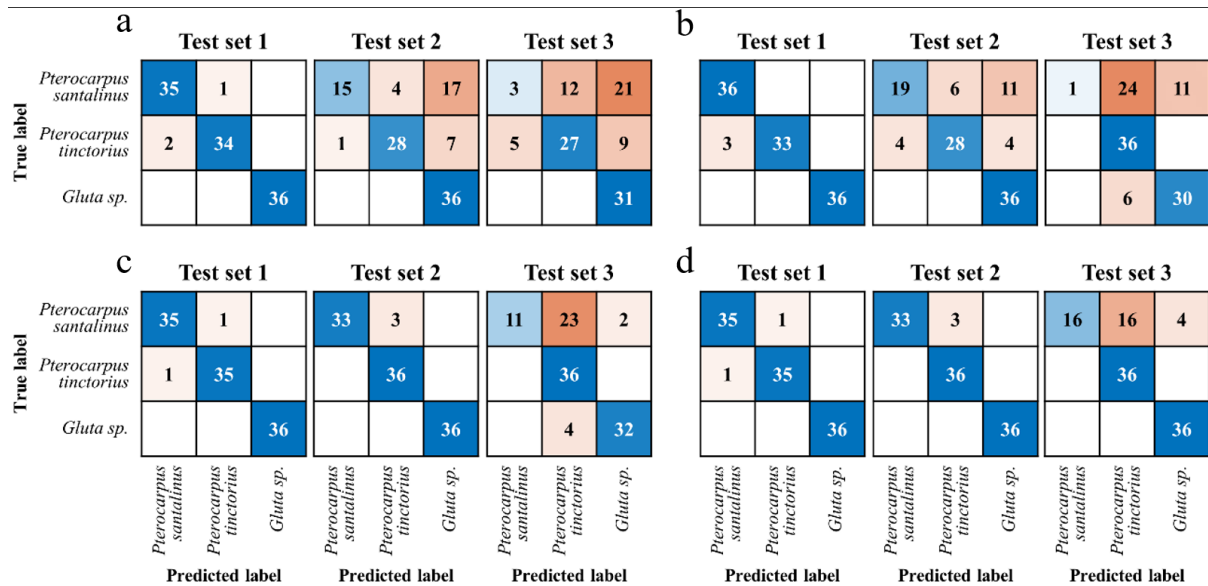 a
b
Test set 1 Test set 2 Test set 3
Test set 1 Test set 2 Test set 3
True label
Pterocarpus
santalinus
35 1 15 4 17 3 12 21
36 19 6 11 1 24 11
Pterocarpus
tinctorius
2 34 1 28 7 5 27 9
3 33 4 28 4 36
Gluta sp.
36 36 31
36 36 6 30
c
d
Test set 1 Test set 2 Test set 3
Test set 1 Test set 2 Test set 3
True label
Pterocarpus
santalinus
35 1 33 3 11 23 2
35 1 33 3 16 16 4
Pterocarpus
tinctorius
1 35 36 36
1 35 36 36
Gluta sp.
36 36 4 32
36 36 36
Pterocarpus
santalinus
Pterocarpus
tinctorius
Gluta sp.
Pterocarpus
santalinus
Pterocarpus
tinctorius
Gluta sp.
Pterocarpus
santalinus
Pterocarpus
tinctorius
Gluta sp.
Pterocarpus
santalinus
Pterocarpus
tinctorius
Gluta sp.
Pterocarpus
santalinus
Pterocarpus
tinctorius
Gluta sp.
Pterocarpus
santalinus
Pterocarpus
tinctorius
Gluta sp.
Predicted label Predicted label Predicted label
Predicted label Predicted label Predicted label